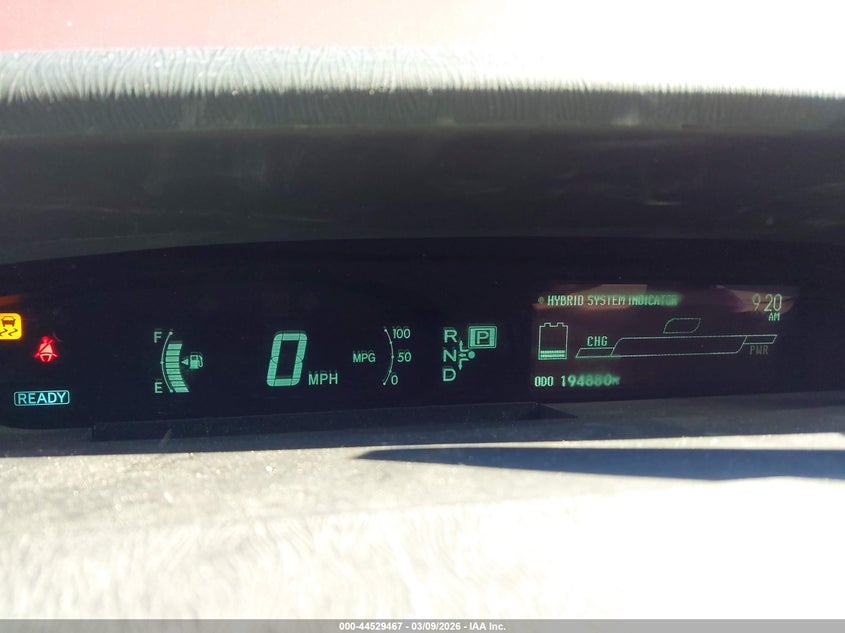 HYBRID SYSTEM INDICATOR
9:20
AM
F
E
0 MPH
MPG
100
50
0
R
N
D
P
CHG
PWR
ODO 194880M
READY
000-44529467 - 03/09/2026 - IAA Inc.